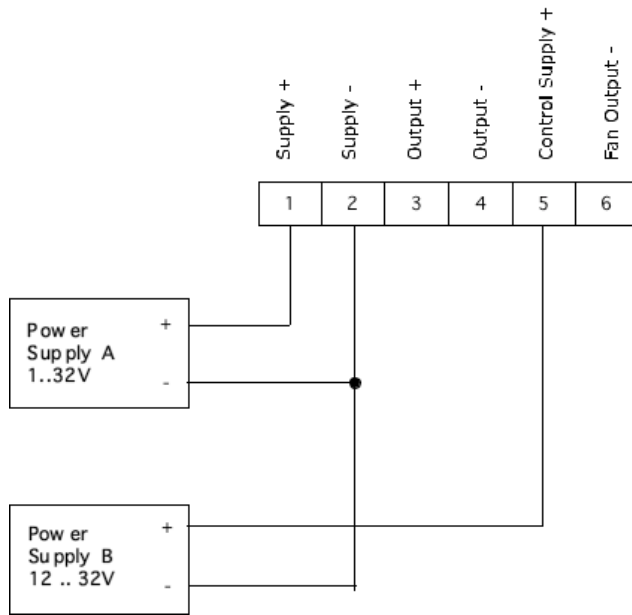 Supply +
Supply -
Output +
Output -
Control Supply +
Fan Output -
1 2 3 4 5 6
Power +
Supply A
1..32V -
Power +
Supply B
12 .. 32V -